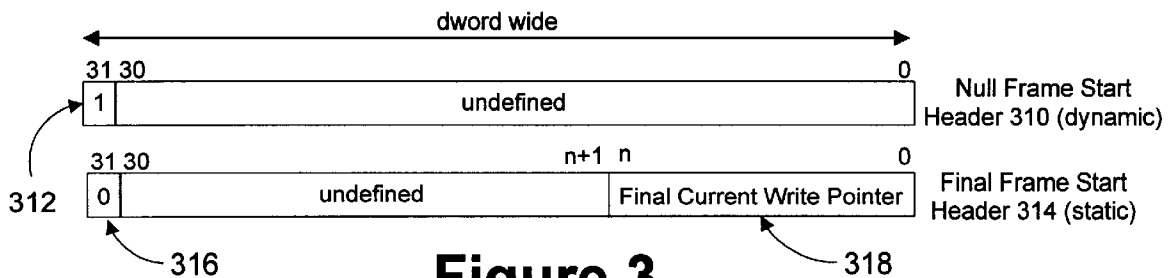 dword wide
31 30 0
1 undefined Null Frame Start
Header 310 (dynamic)
31 30 n+1 n 0
312 0 undefined Final Current Write Pointer Final Frame Start
Header 314 (static)
316 Figure 3 318